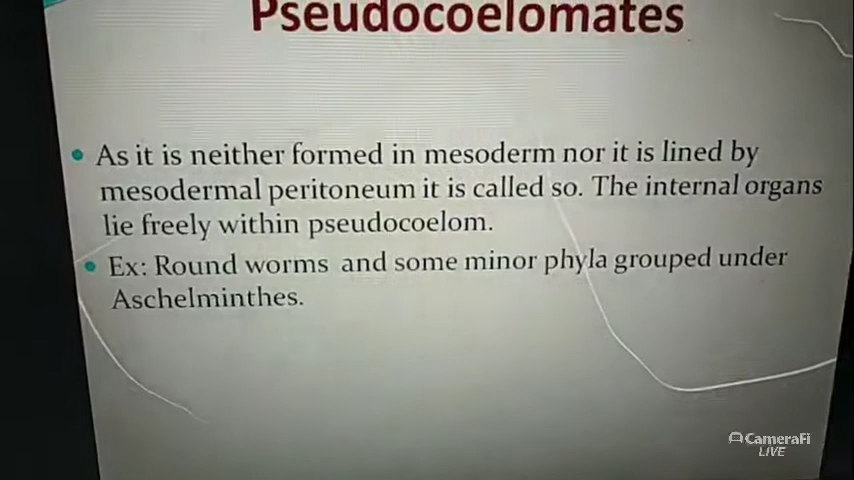 Pseudocoelomates
As it is neither formed in mesoderm nor it is lined by
mesodermal peritoneum it is called so. The internal organs
lie freely within pseudocoelom.
Ex: Round worms and some minor phyla grouped under
Aschelminthes.
CameraFi
LIVE